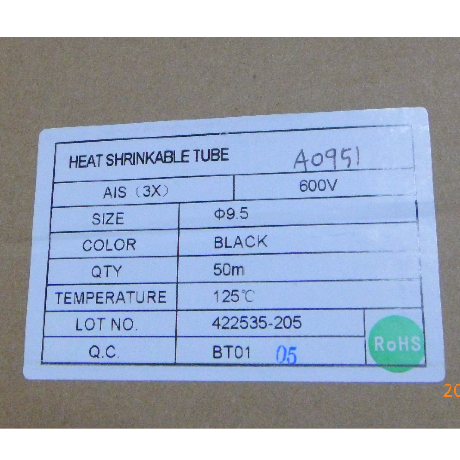 HEAT SHRINKABLE TUBE A0951
AIS (3X) 600V
SIZE Φ9.5
COLOR BLACK
QTY 50m
TEMPERATURE 125℃
LOT NO. 422535-205
Q.C. BT01 05
RoHS
20